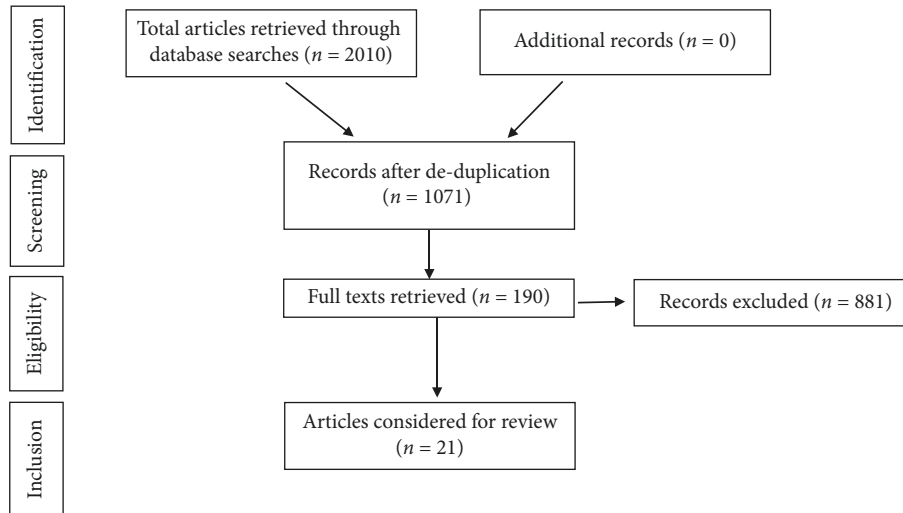 Identification
Total articles retrieved through
database searches (n = 2010)
Additional records (n = 0)
Screening
Records after de-duplication
(n = 1071)
Eligibility
Full texts retrieved (n = 190)
Records excluded (n = 881)
Inclusion
Articles considered for review
(n = 21)